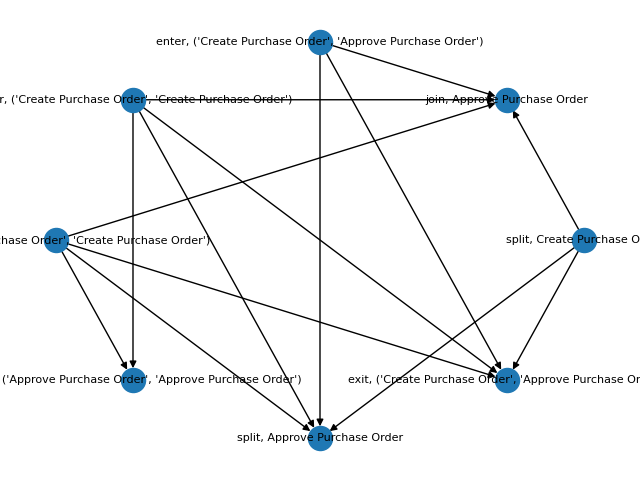 enter, ('Create Purchase Order', 'Approve Purchase Order')
r, ('Create Purchase Order', 'Create Purchase Order')
join, Approve Purchase Order
hase Order', 'Create Purchase Order')
split, Create Purchase O
('Approve Purchase Order', 'Approve Purchase Order')
exit, ('Create Purchase Order', 'Approve Purchase Or
split, Approve Purchase Order